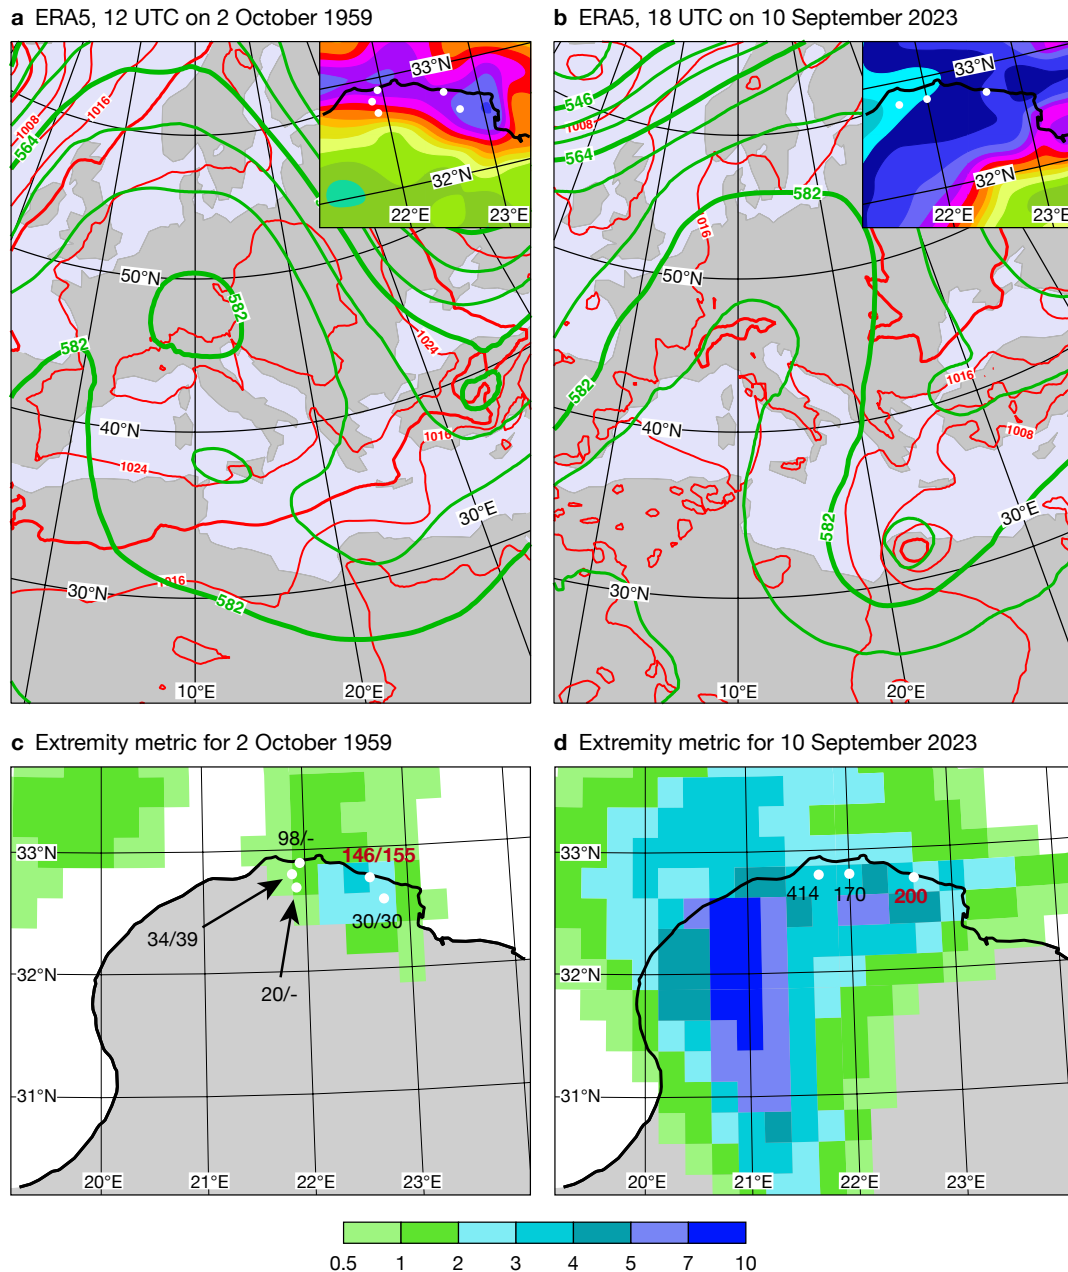 a ERA5, 12 UTC on 2 October 1959
b ERA5, 18 UTC on 10 September 2023
1008
564
1016
33°N
32°N
22°E
23°E
50°N
582
582
1024
40°N
1024
1016
30°E
1016
30°N
582
10°E
20°E
546
1008
564
33°N
32°N
22°E
23°E
582
016
50°N
582
1016
40°N
1008
582
30°E
30°N
10°E
20°E
c Extremity metric for 2 October 1959
d Extremity metric for 10 September 2023
33°N
98/-
146/155
34/39
30/30
20/-
32°N
31°N
20°E
21°E
22°E
23°E
33°N
414
170
200
32°N
31°N
20°E
21°E
22°E
23°E
0.5 1 2 3 4 5 7 10